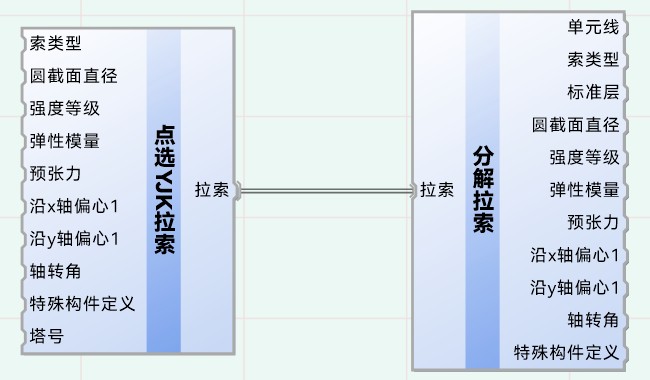 索类型
圆截面直径
强度等级
弹性模量
预张力
沿x轴偏心1
沿y轴偏心1
轴转角
特殊构件定义
塔号
点选YJK拉索
拉索
拉索
分解拉索
单元线
索类型
标准层
圆截面直径
强度等级
弹性模量
预张力
沿x轴偏心1
沿y轴偏心1
轴转角
特殊构件定义